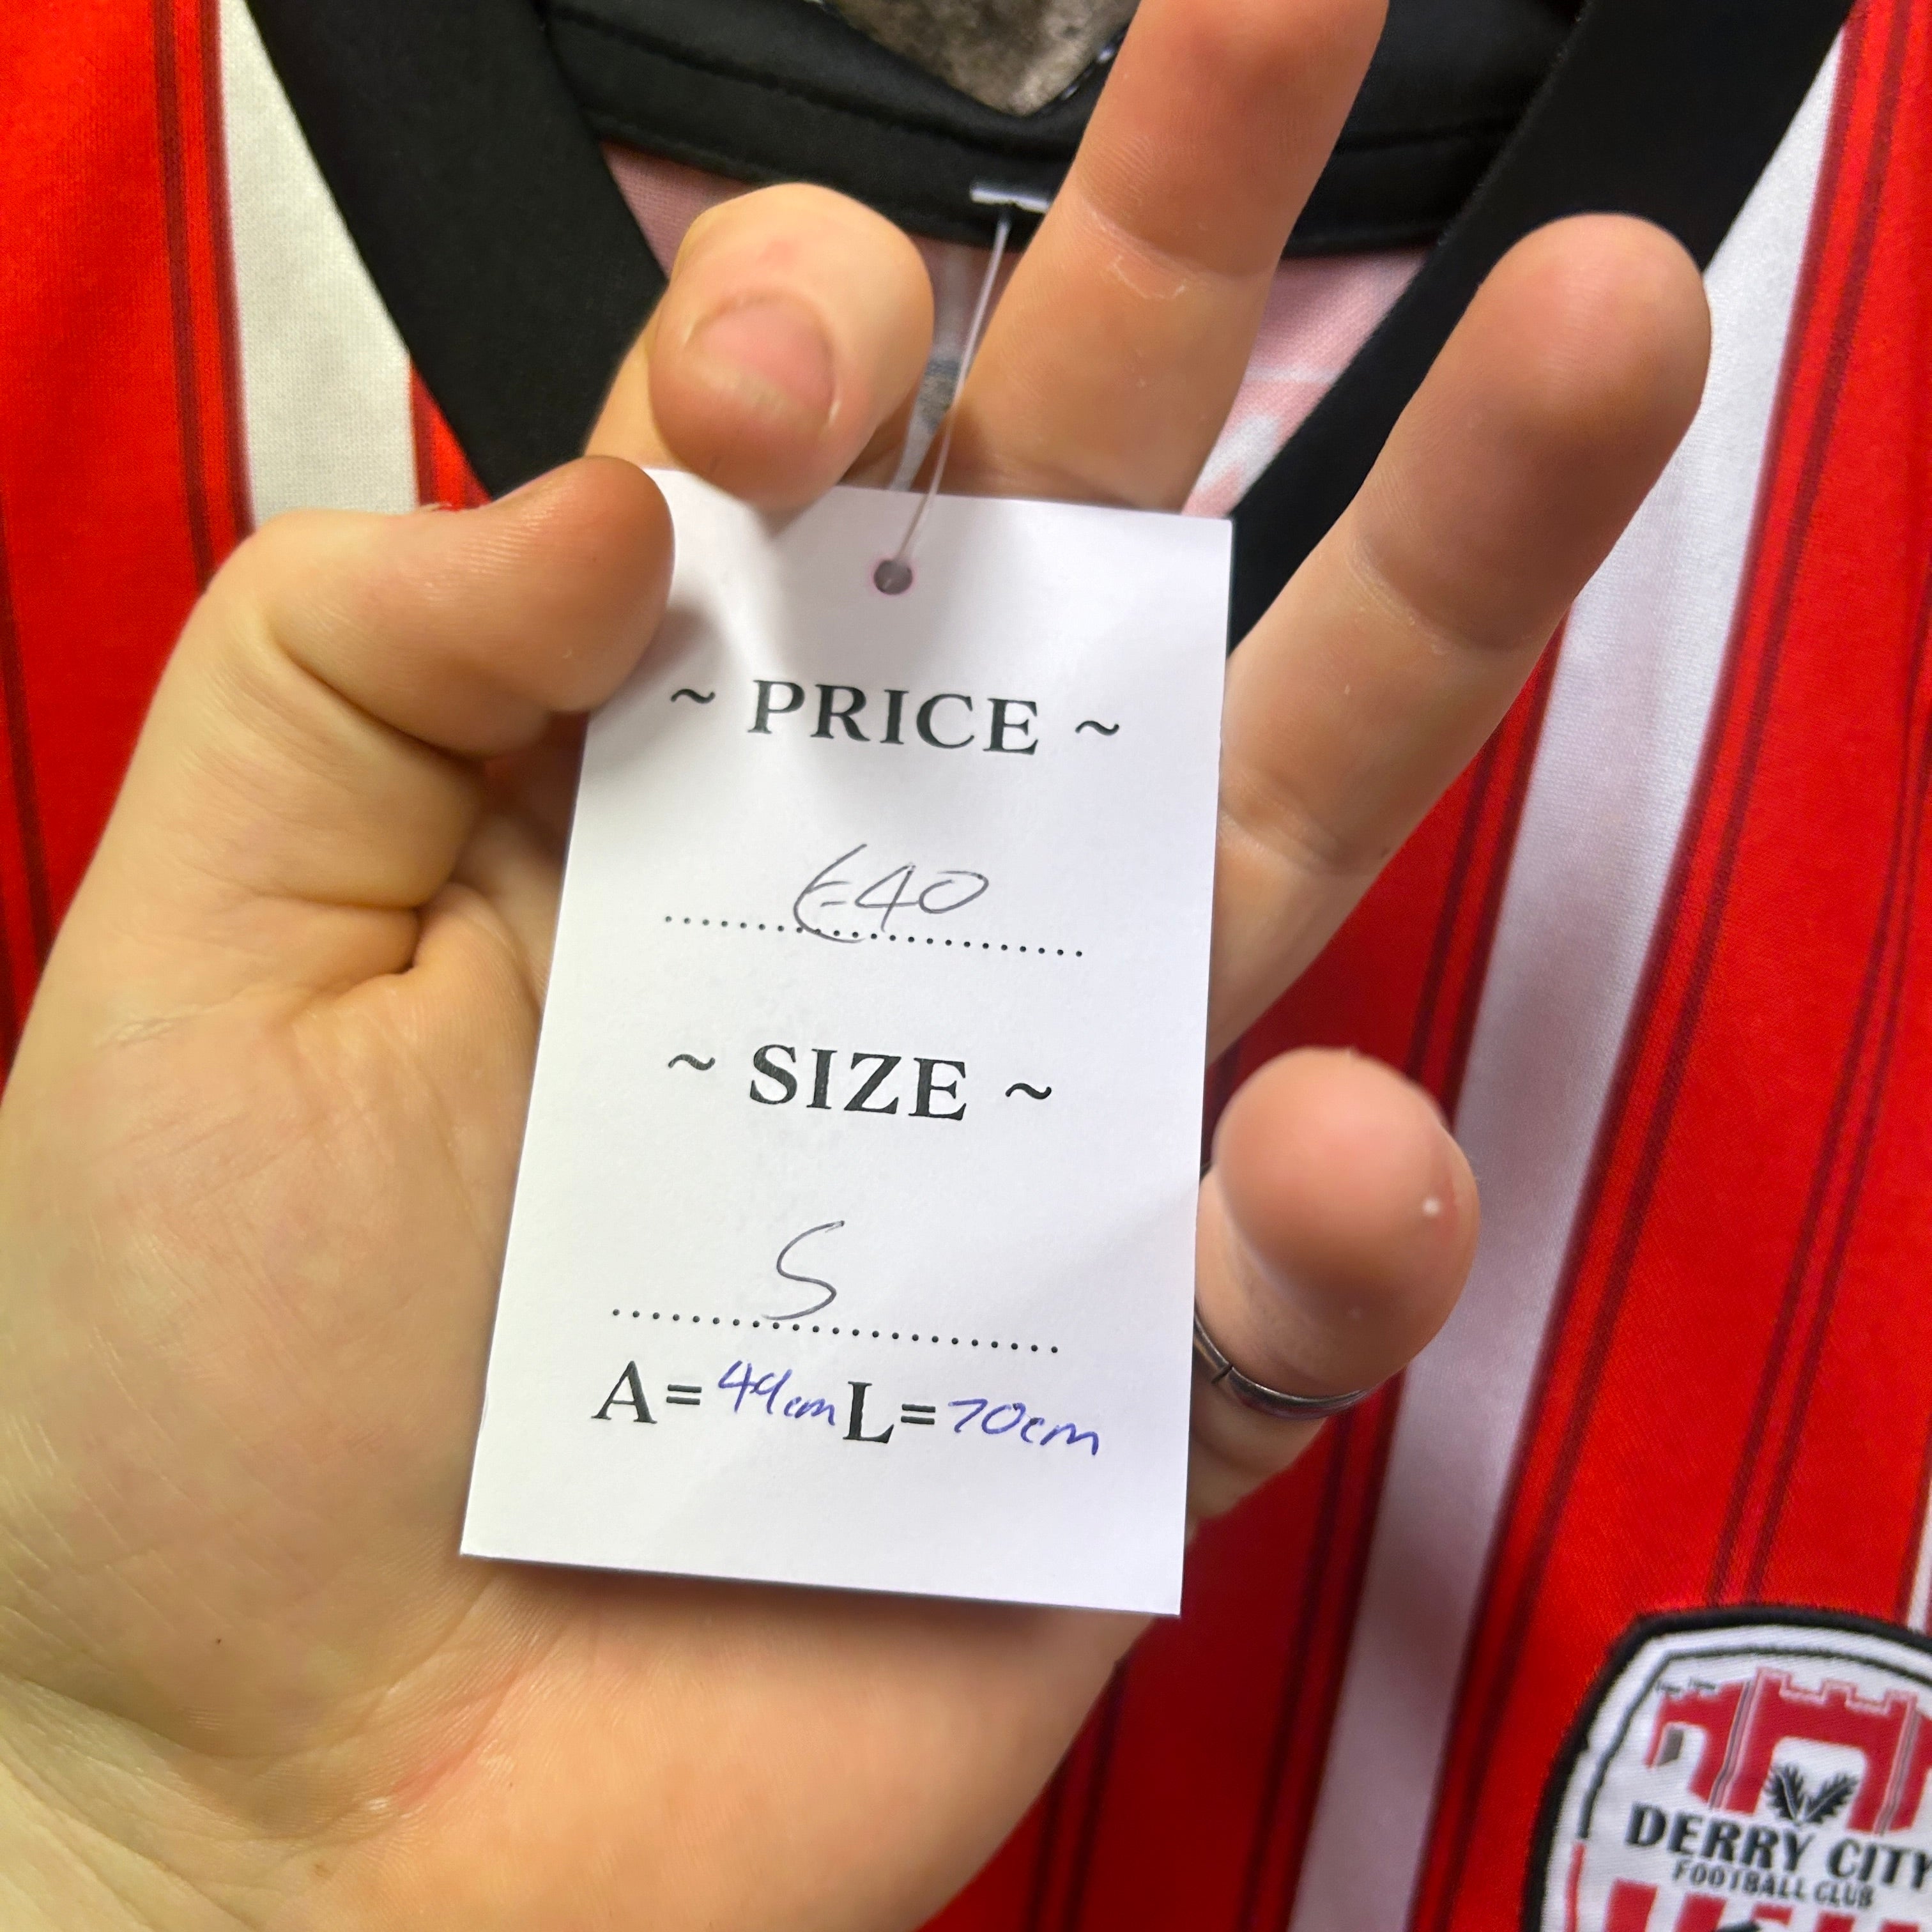 ~ PRICE ~
€40
~ SIZE ~
S
A=49cm L=70cm
DERRY CITY
FOOTBALL CLUB